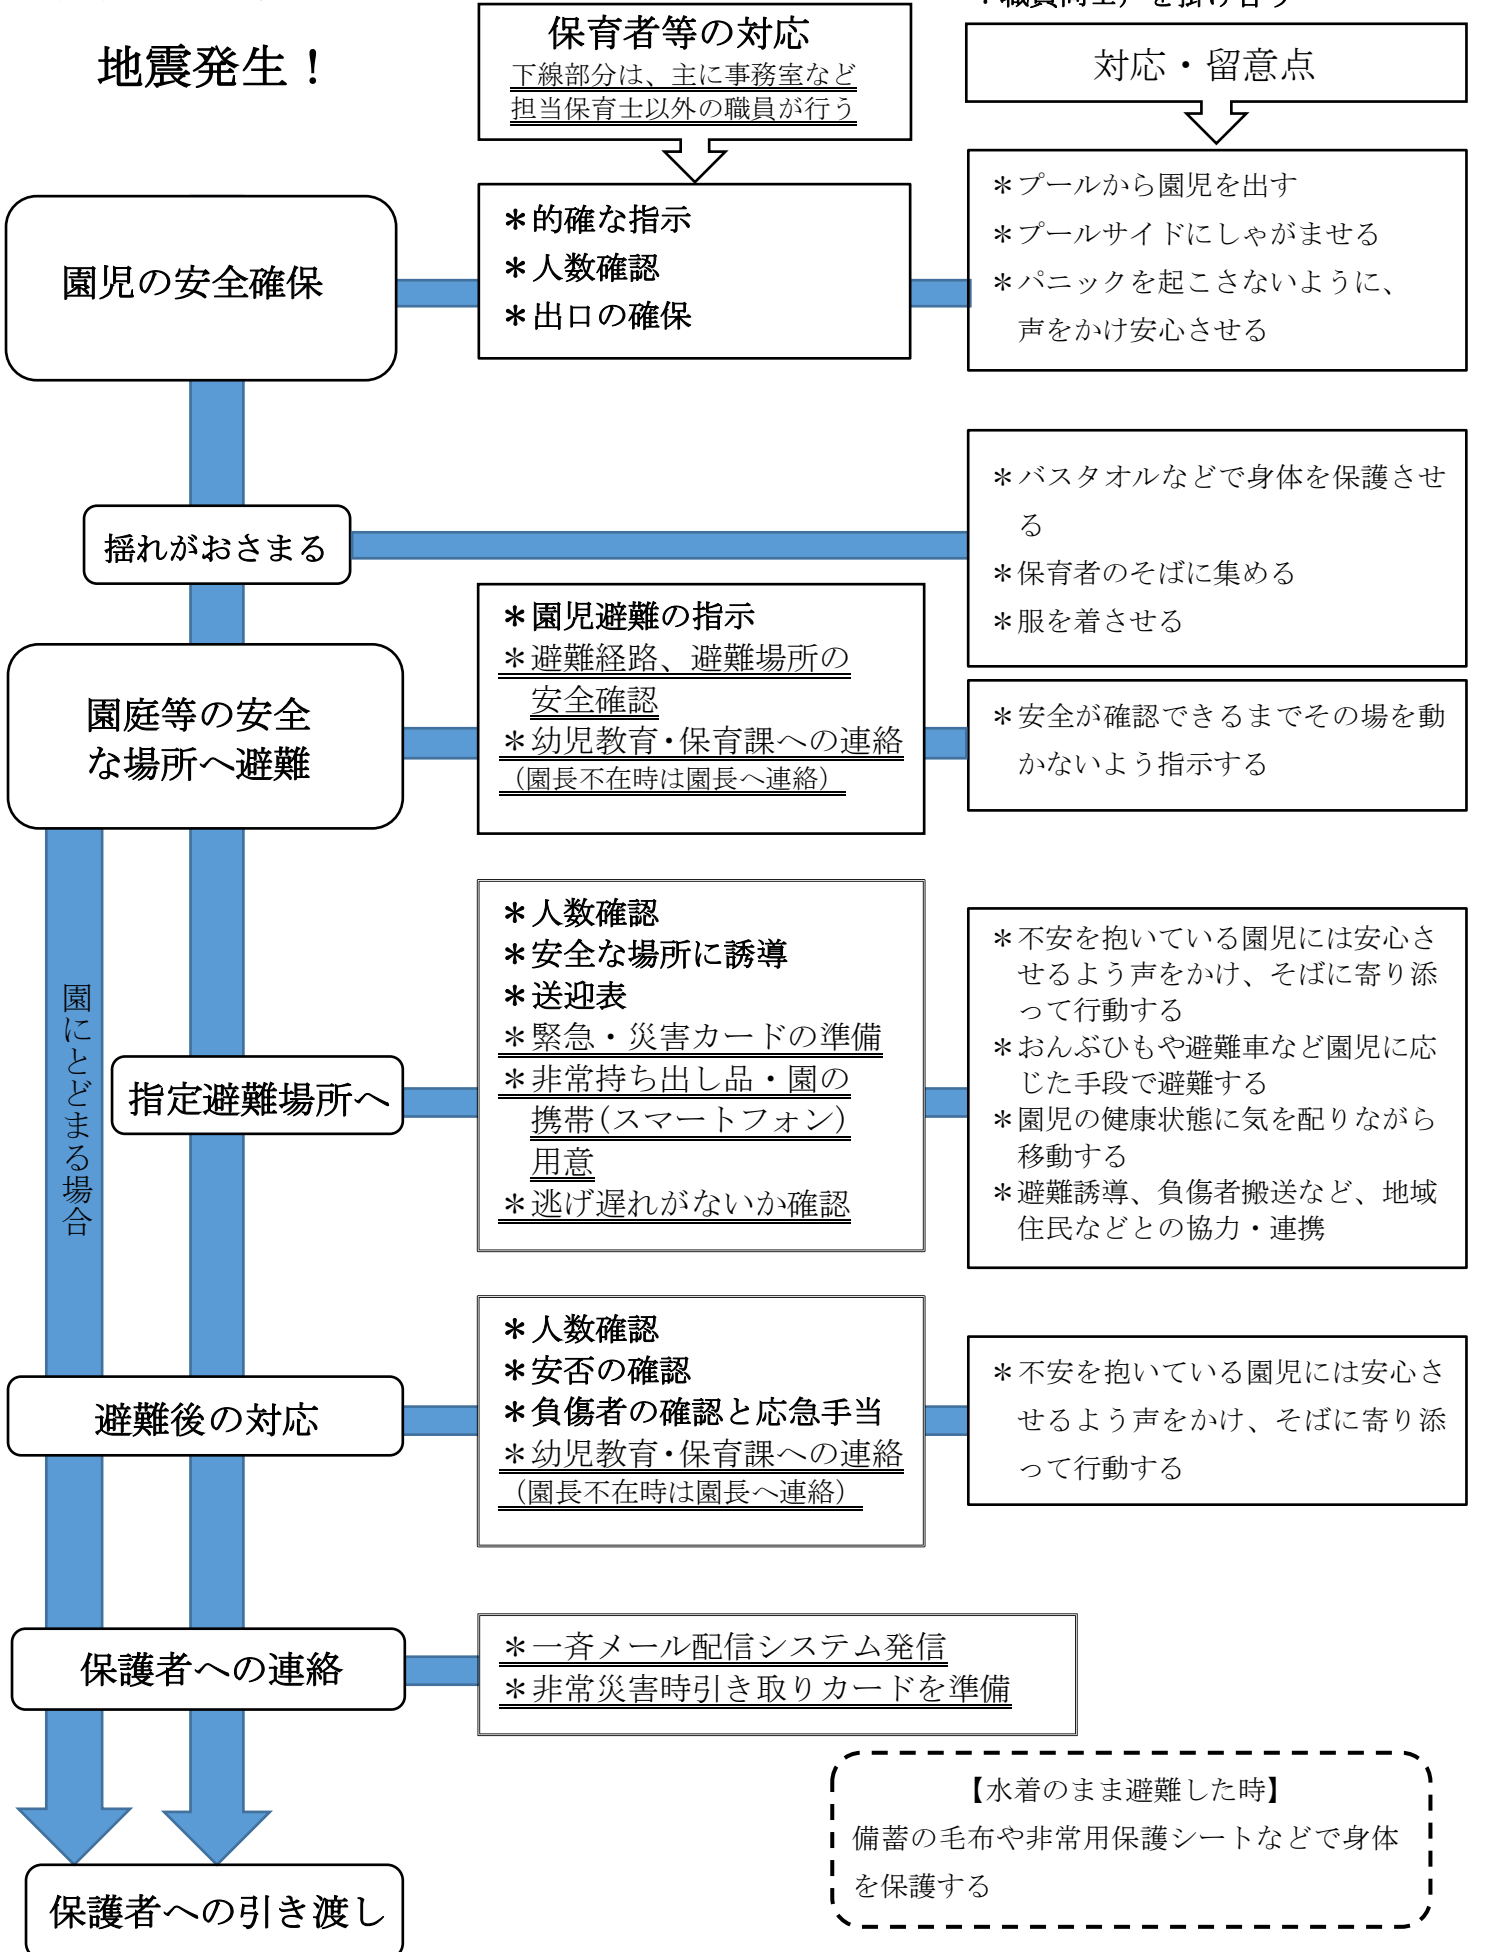 地震発生！
保育者等の対応
下線部分は、主に事務室など
担当保育士以外の職員が行う
対応・留意点
園児の安全確保
＊的確な指示
＊人数確認
＊出口の確保
＊プールから園児を出す
＊プールサイドにしゃがませる
＊パニックを起こさないように、
声をかけ安心させる
揺れがおさまる
＊バスタオルなどで身体を保護させ
る
＊保育者のそばに集める
＊服を着させる
園庭等の安全
な場所へ避難
＊園児避難の指示
＊避難経路、避難場所の
安全確認
＊幼児教育・保育課への連絡
（園長不在時は園長へ連絡）
＊安全が確認できるまでその場を動
かないよう指示する
園にとどまる場合
指定避難場所へ
＊人数確認
＊安全な場所に誘導
＊送迎表
＊緊急・災害カードの準備
＊非常持ち出し品・園の
携帯(スマートフォン)
用意
＊逃げ遅れがないか確認
＊不安を抱いている園児には安心さ
せるよう声をかけ、そばに寄り添
って行動する
＊おんぶひもや避難車など園児に応
じた手段で避難する
＊園児の健康状態に気を配りながら
移動する
＊避難誘導、負傷者搬送など、地域
住民などとの協力・連携
避難後の対応
＊人数確認
＊安否の確認
＊負傷者の確認と応急手当
＊幼児教育・保育課への連絡
（園長不在時は園長へ連絡）
＊不安を抱いている園児には安心さ
せるよう声をかけ、そばに寄り添
って行動する
保護者への連絡
＊一斉メール配信システム発信
＊非常災害時引き取りカードを準備
【水着のまま避難した時】
備蓄の毛布や非常用保護シートなどで身体
を保護する
保護者への引き渡し